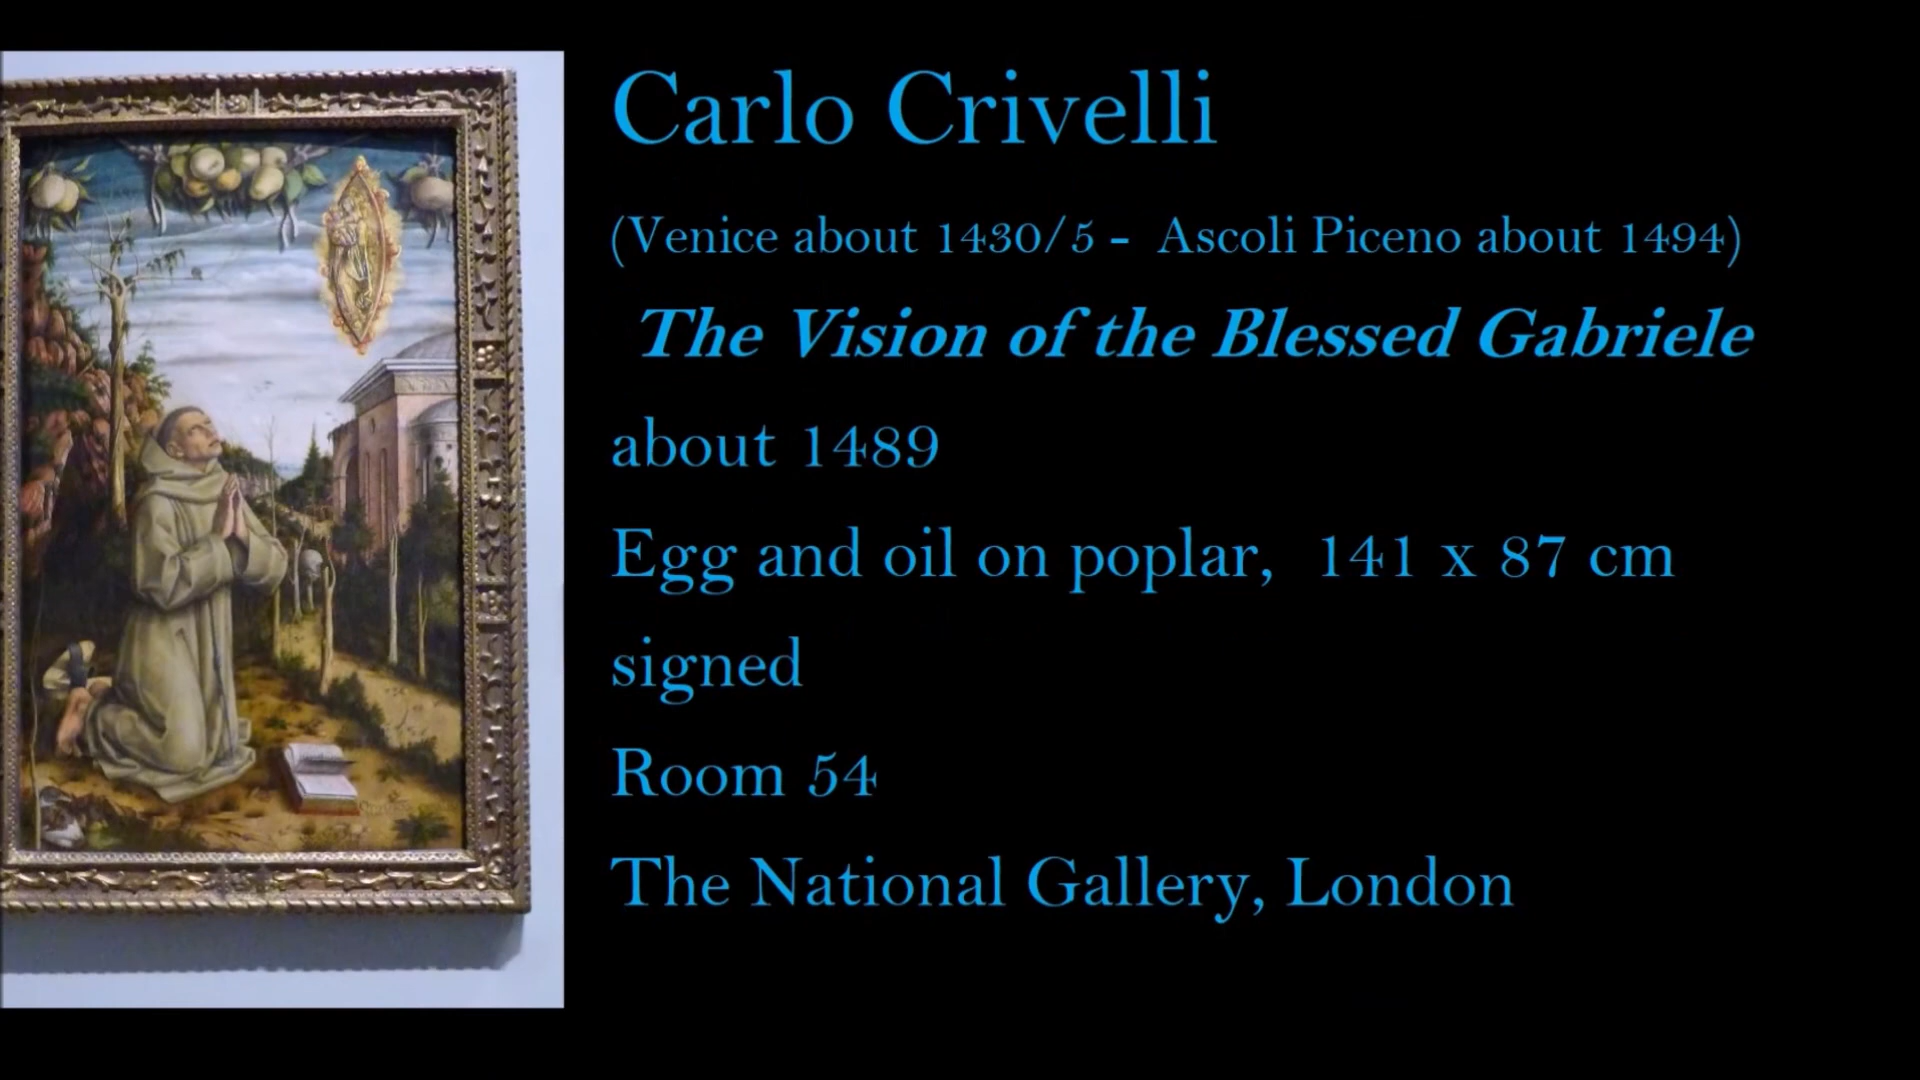 Carlo Crivelli
(Venice about 1430/5 - Ascoli Piceno about 1494)
The Vision of the Blessed Gabriele
about 1489
Egg and oil on poplar, 141 x 87 cm
signed
Room 54
The National Gallery, London